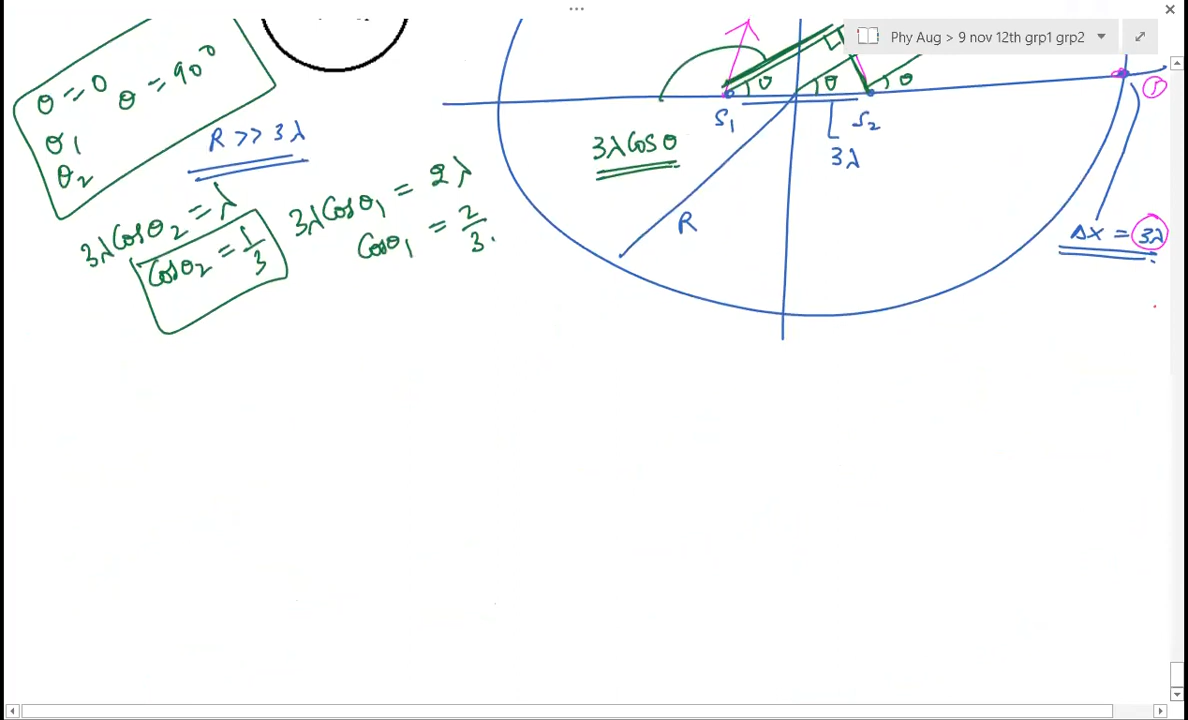 Phy Aug > 9 nov 12th grp1 grp2
θ = 0 θ = 90°
θ1
θ2
R >> 3λ
3λCosθ2 = λ
Cosθ2 = 1/3
3λCosθ1 = 2λ
Cosθ1 = 2/3.
θ θ θ
S1 S2
3λ
3λCosθ
R
Δx = 3λ